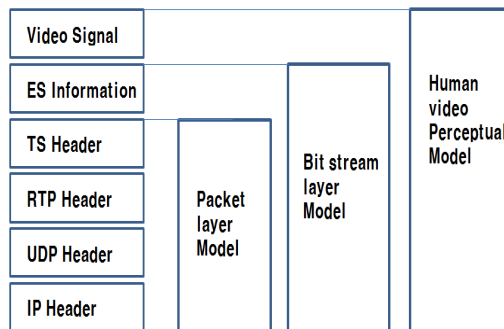 Video Signal
ES Information
TS Header
RTP Header
UDP Header
IP Header
Packet
layer
Model
Bit stream
layer
Model
Human
video
Perceptual
Model